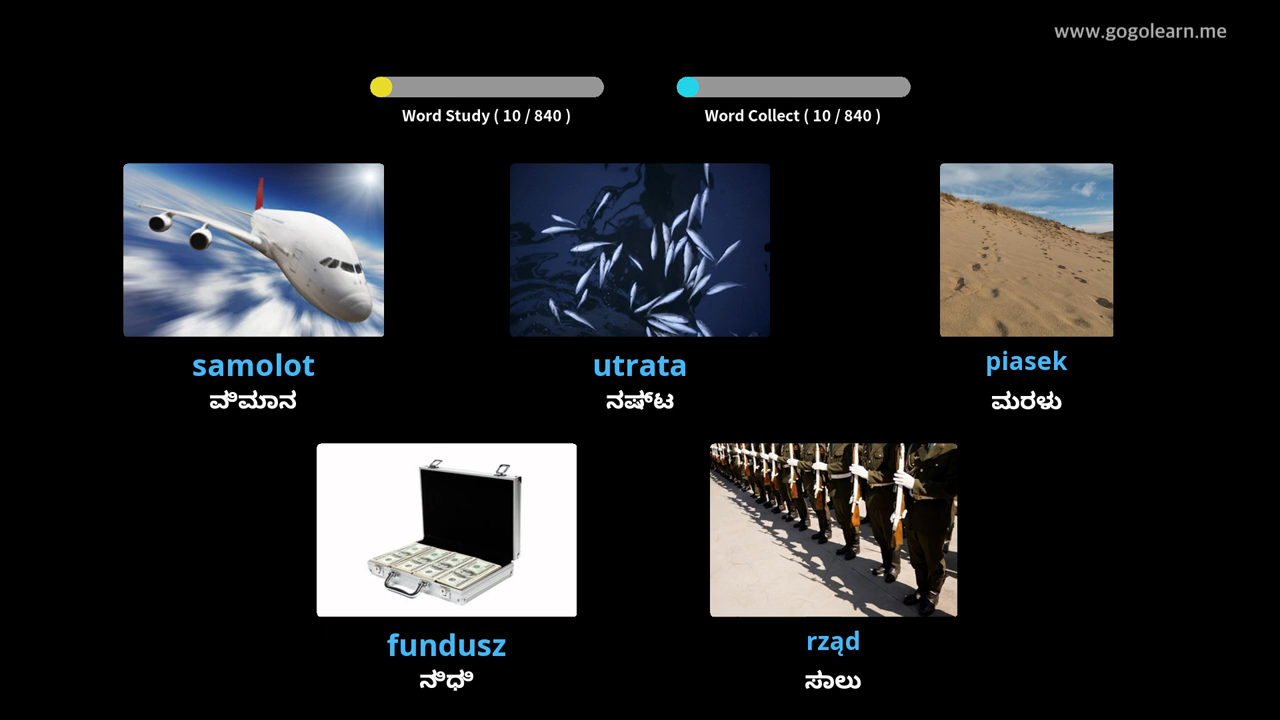 www.gogolearn.me
Word Study ( 10 / 840 )
Word Collect ( 10 / 840 )
samolot
ವಿಮಾನ
utrata
ನಷ್ಟ
piasek
ಮರಳು
fundusz
ನಿಧಿ
rząd
ಸಾಲು